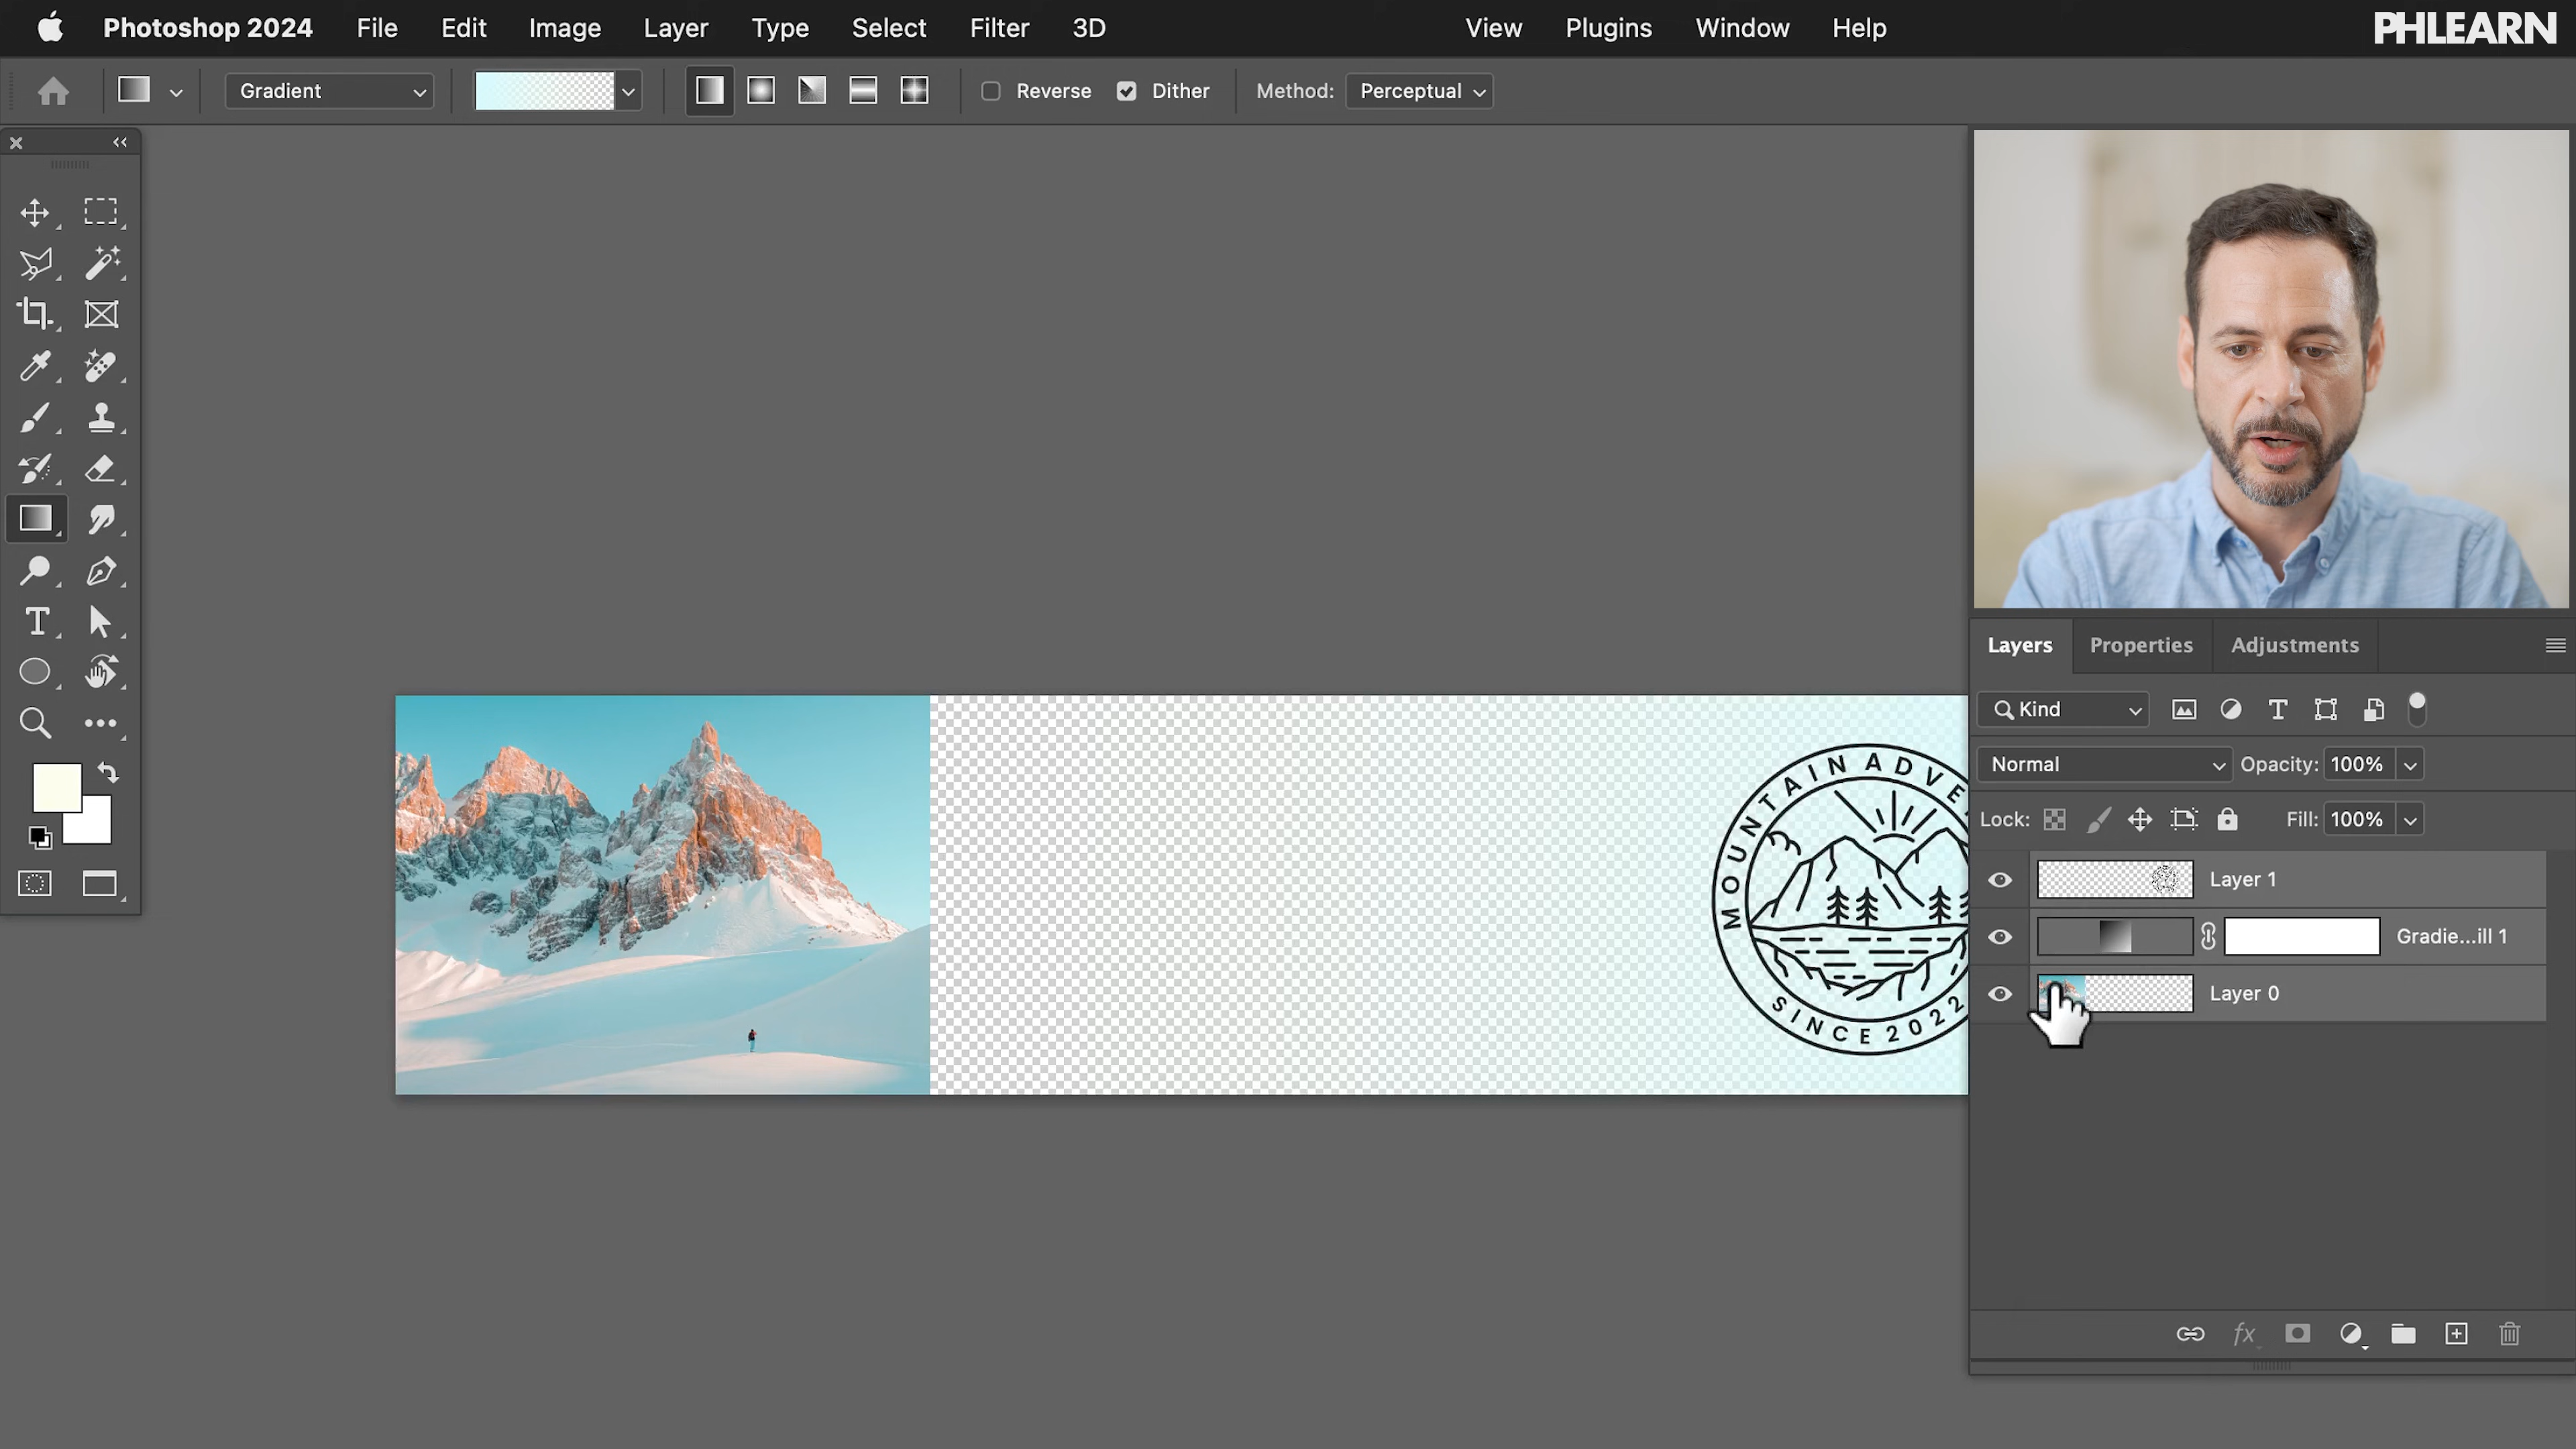 Photoshop 2024 File Edit Image Layer Type Select Filter 3D View Plugins Window Help
PHLEARN
Gradient
Reverse
Dither
Method: Perceptual
Layers Properties Adjustments
Kind
Normal Opacity: 100%
Lock: Fill: 100%
Layer 1
Gradie...ill 1
Layer 0
fx
MOUNTAIN ADVE
SINCE 2022